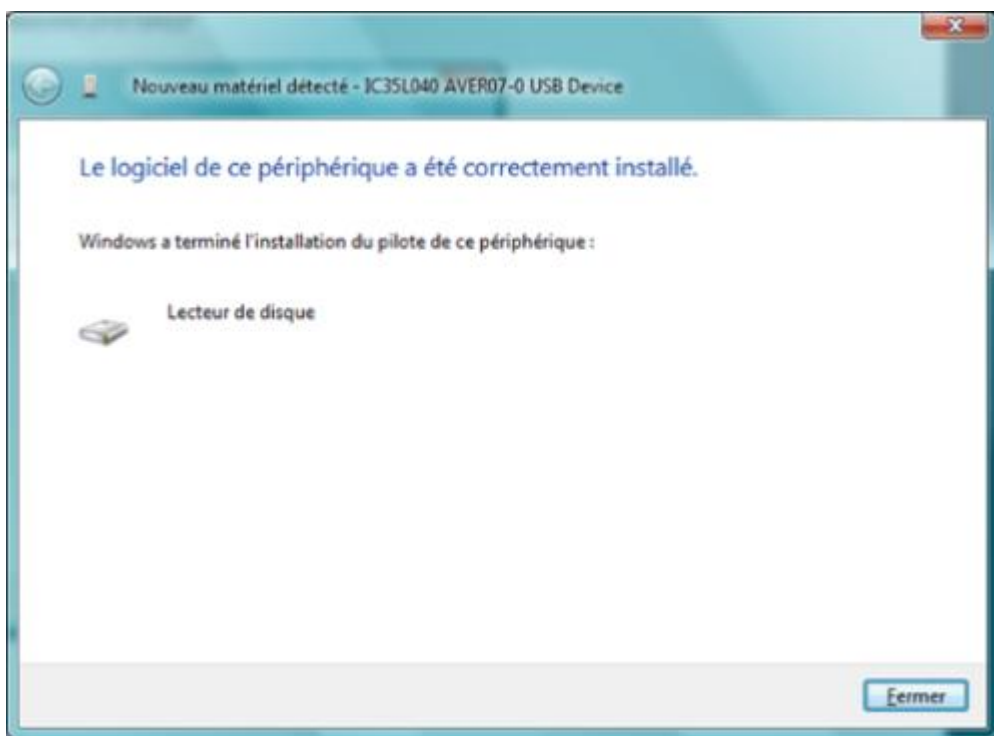 Nouveau matériel détecté - IC35L040 AVER07-0 USB Device
Le logiciel de ce périphérique a été correctement installé.
Windows a terminé l'installation du pilote de ce périphérique :
Lecteur de disque
Fermer